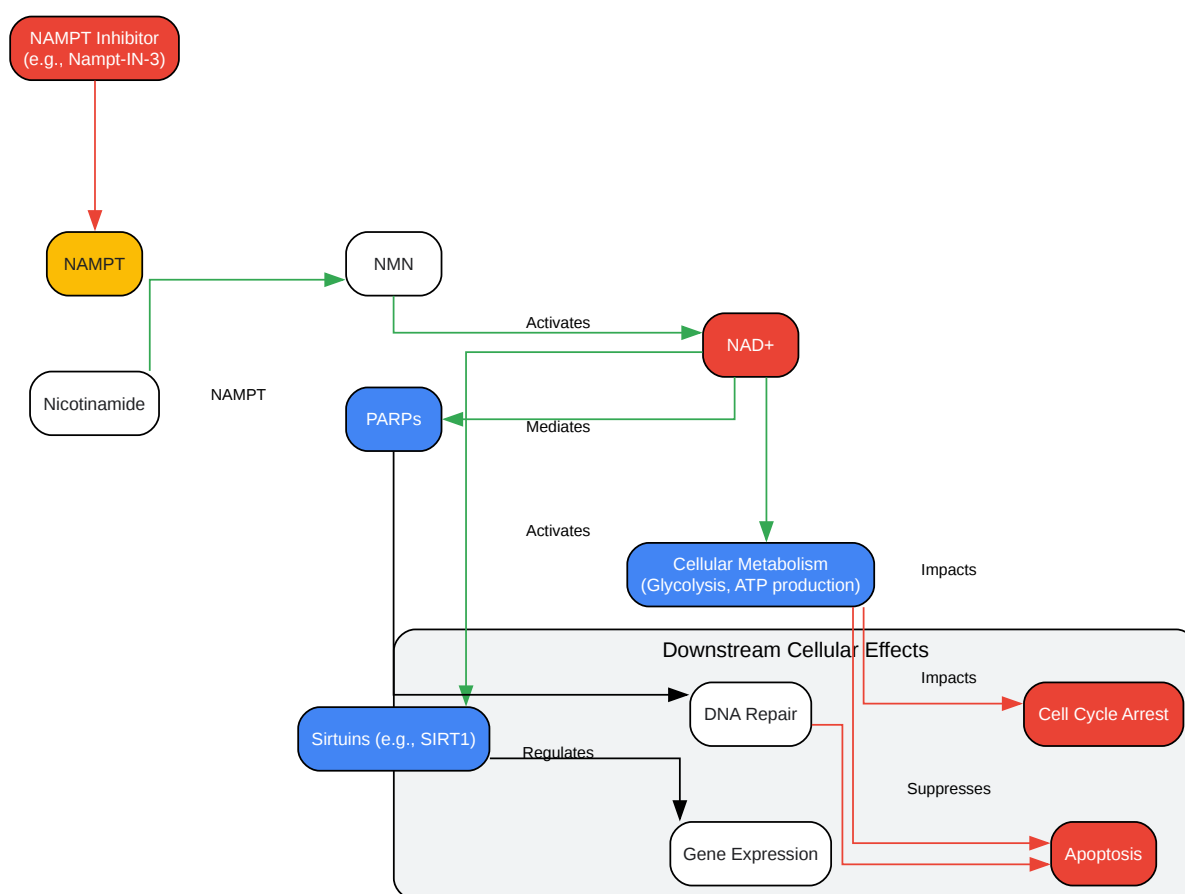 NAMPT Inhibitor
(e.g., Nampt-IN-3)
NAMPT
NMN
Activates
NAD+
Nicotinamide
NAMPT
PARPs
Mediates
Activates
Cellular Metabolism
(Glycolysis, ATP production)
Impacts
Downstream Cellular Effects
Impacts
DNA Repair
Cell Cycle Arrest
Sirtuins (e.g., SIRT1)
Regulates
Suppresses
Gene Expression
Apoptosis